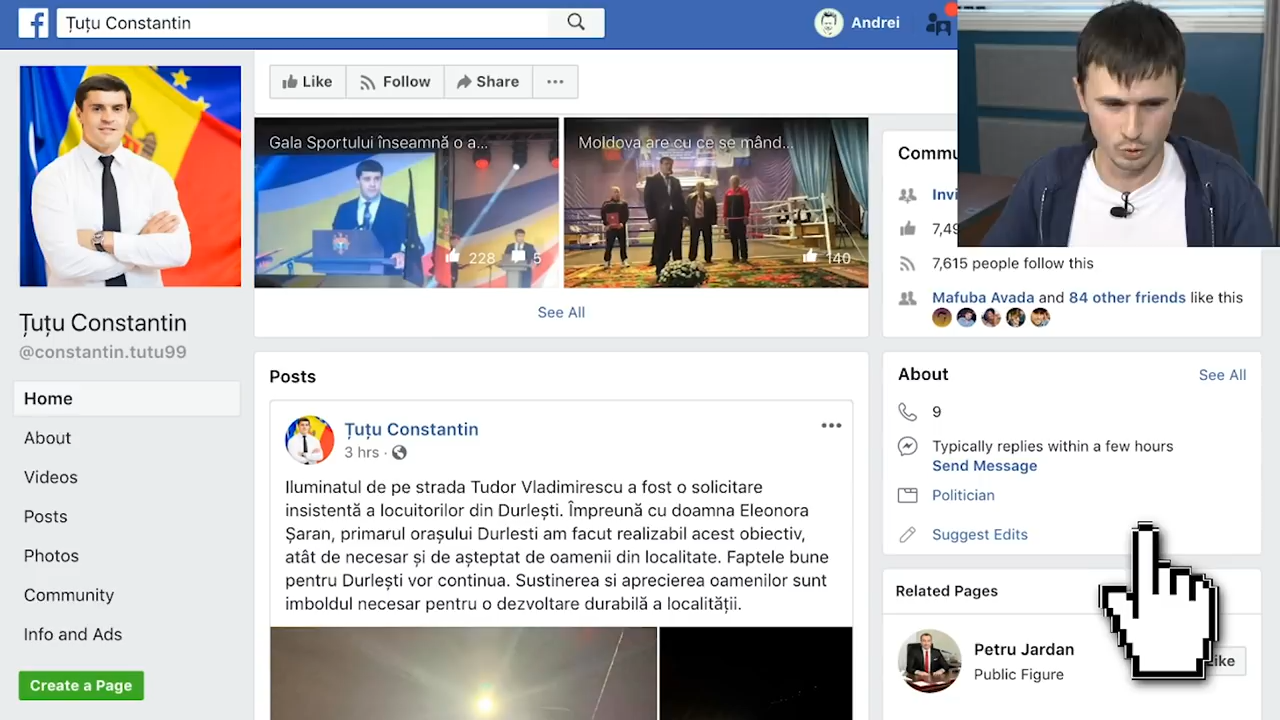 Țuțu Constantin
Andrei
Like
Follow
Share
Gala Sportului înseamnă o a...
228
5
Moldova are cu ce se mând...
140
See All
Țuțu Constantin
@constantin.tutu99
Home
About
Videos
Posts
Photos
Community
Info and Ads
Create a Page
Posts
Țuțu Constantin
3 hrs
Iluminatul de pe strada Tudor Vladimirescu a fost o solicitare
insistentă a locuitorilor din Durlești. Împreună cu doamna Eleonora
Șaran, primarul orașului Durlesti am facut realizabil acest obiectiv,
atât de necesar și de așteptat de oamenii din localitate. Faptele bune
pentru Durlești vor continua. Sustinerea si aprecierea oamenilor sunt
imboldul necesar pentru o dezvoltare durabilă a localității.
7,615 people follow this
Mafuba Avada and 84 other friends like this
About
See All
9
Typically replies within a few hours
Send Message
Politician
Suggest Edits
Related Pages
Petru Jardan
Public Figure